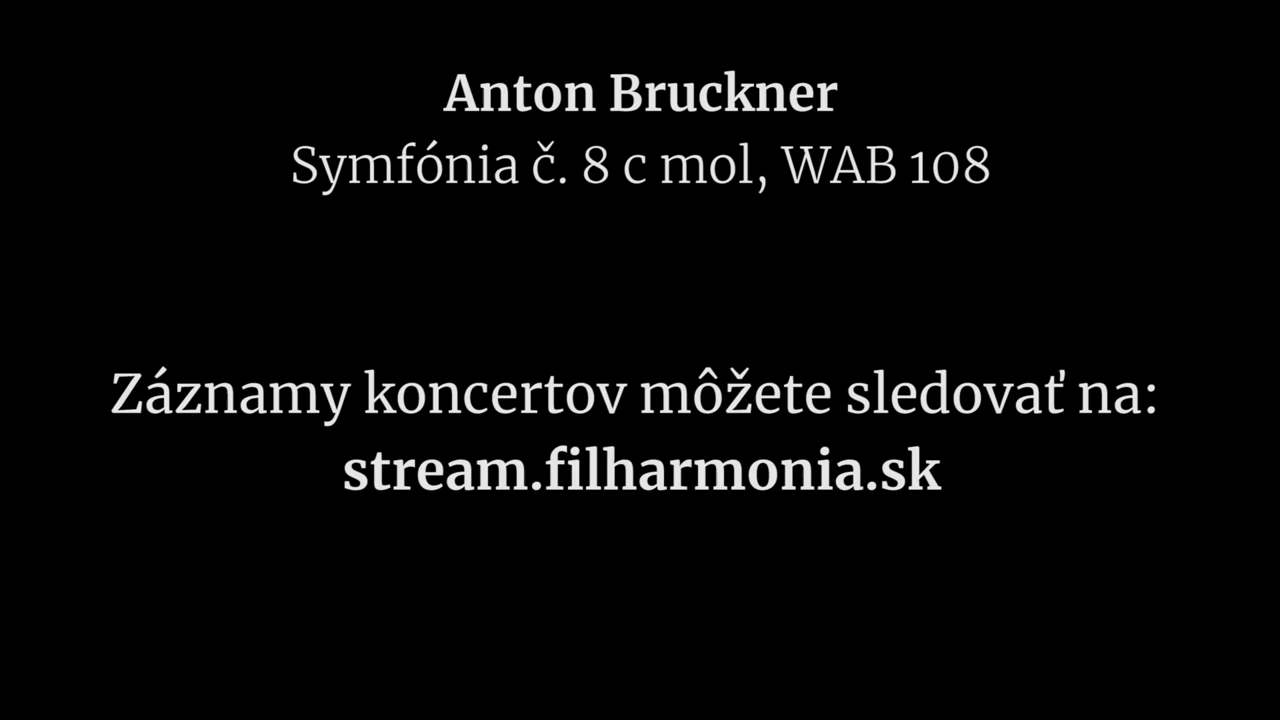 Anton Bruckner
Symfónia č. 8 c mol, WAB 108
Záznamy koncertov môžete sledovať na:
stream.filharmonia.sk